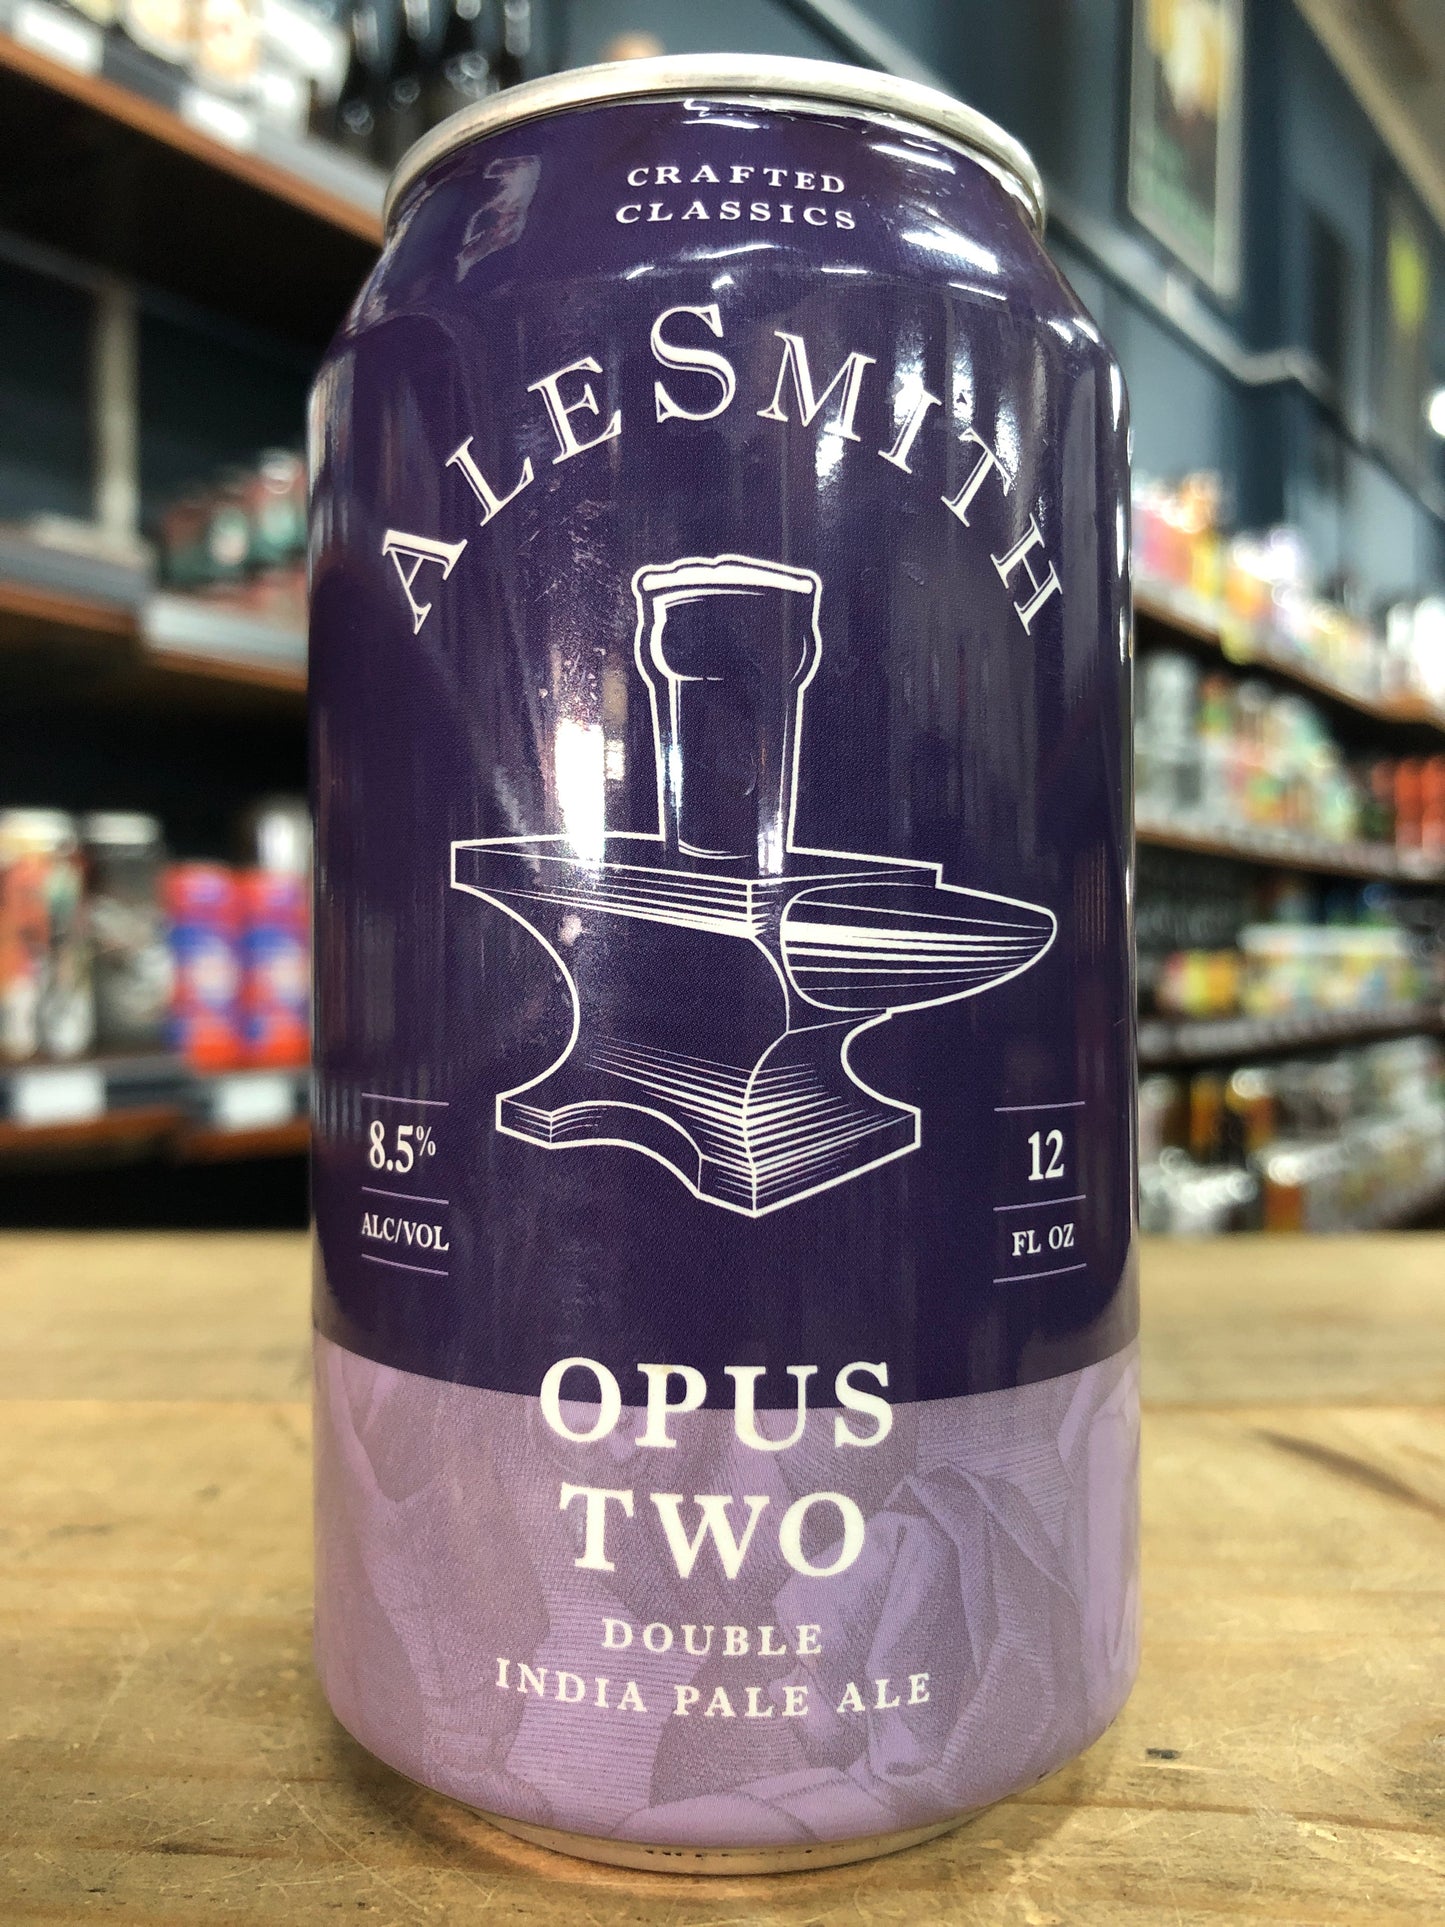 CRAFTED
CLASSICS
ALESMITH
8.5%
ALC/VOL
12
FL OZ
OPUS
TWO
DOUBLE
INDIA PALE ALE